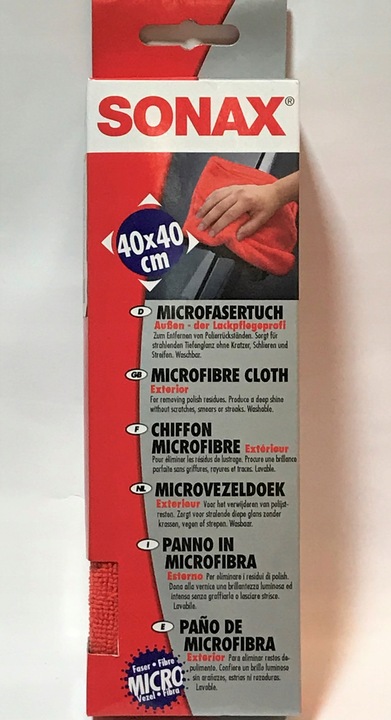 SONAX®
40x40
cm
D MICROFASERTUCH
Außen - der Lackpflegeprofi
Zum Entfernen von Polierrückständen. Sorgt für
strahlenden Tiefenglanz ohne Kratzer, Schlieren und
Streifen. Waschbar.
GB MICROFIBRE CLOTH
Exterior
For removing polish residues. Produce a deep shine
without scratches, smears or streaks. Washable.
F CHIFFON
MICROFIBRE Extérieur
Pour éliminer les résidus de lustrage. Procure une brillance
parfaite sans griffures, rayures et traces. Lavable.
NL MICROVEZELDOEK
Exterieur Voor het verwijderen van polijst-
resten. Zorgt voor stralende diepe glans zonder
krassen, vegen of strepen. Wasbaar.
I PANNO IN
MICROFIBRA
Esterno Per eliminare i residui di polish.
Dona alla vernice una brillantezza luminosa ed
intensa senza graffiarla e lasciare strisce.
Lavabile.
E PAÑO DE
MICROFIBRA
Exterior Para eliminar restos de
pulimento. Confiere un brillo luminoso
sin arañazos, estrías ni rozaduras.
Lavable.
Faser • Fibre
MICRO
Vezel • Fibra